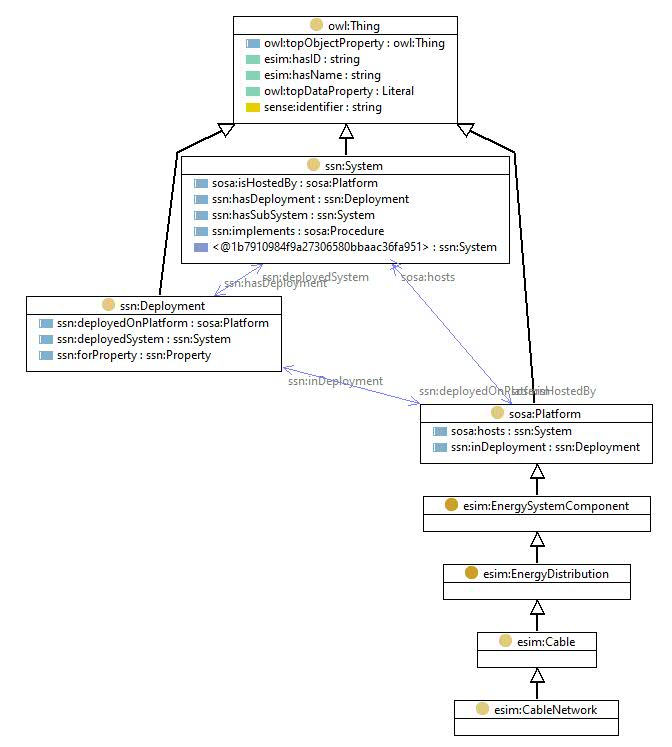 owl:Thing
owl:topObjectProperty : owl:Thing
esim:hasID : string
esim:hasName : string
owl:topDataProperty : Literal
sense:identifier : string
ssn:System
sosa:isHostedBy : sosa:Platform
ssn:hasDeployment : ssn:Deployment
ssn:hasSubSystem : ssn:System
ssn:implements : sosa:Procedure
<@1b7910984f9a27306580bbaac36fa951> : ssn:System
ssn:deployedSystem
sosa:hosts
ssn:hasDeployment
ssn:Deployment
ssn:deployedOnPlatform : sosa:Platform
ssn:deployedSystem : ssn:System
ssn:forProperty : ssn:Property
ssn:inDeployment
ssn:deployedOnPlatform
sosa:isHostedBy
sosa:Platform
sosa:hosts : ssn:System
ssn:inDeployment : ssn:Deployment
esim:EnergySystemComponent
esim:EnergyDistribution
esim:Cable
esim:CableNetwork